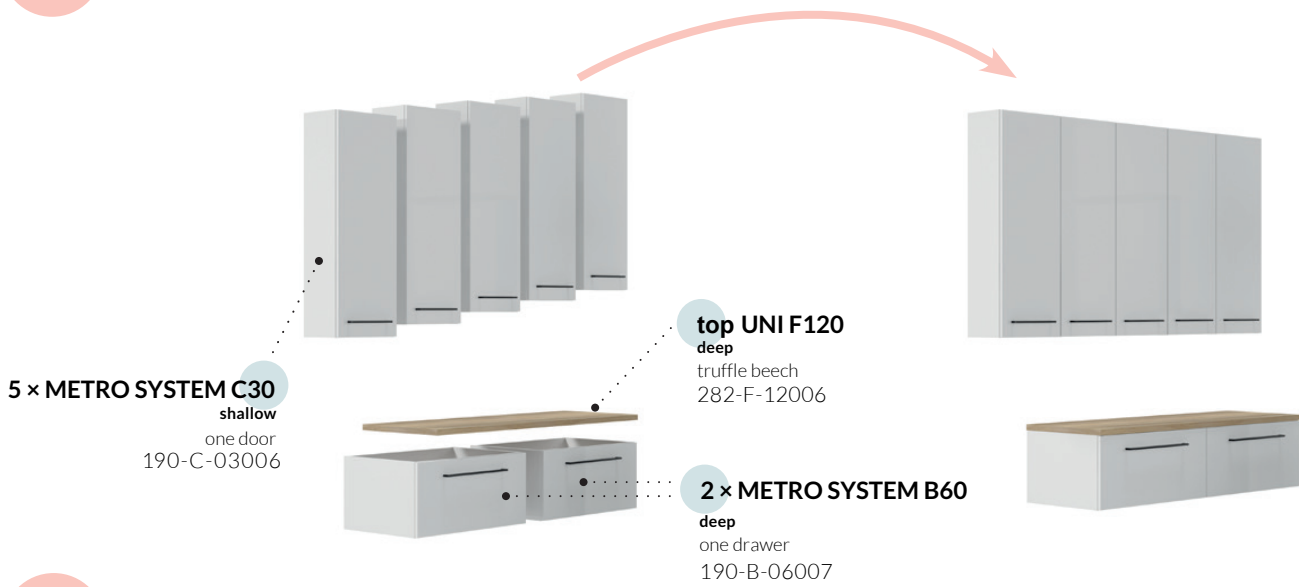 5 × METRO SYSTEM C30
shallow
one door
190-C-03006
top UNI F120
deep
truffle beech
282-F-12006
2 × METRO SYSTEM B60
deep
one drawer
190-B-06007